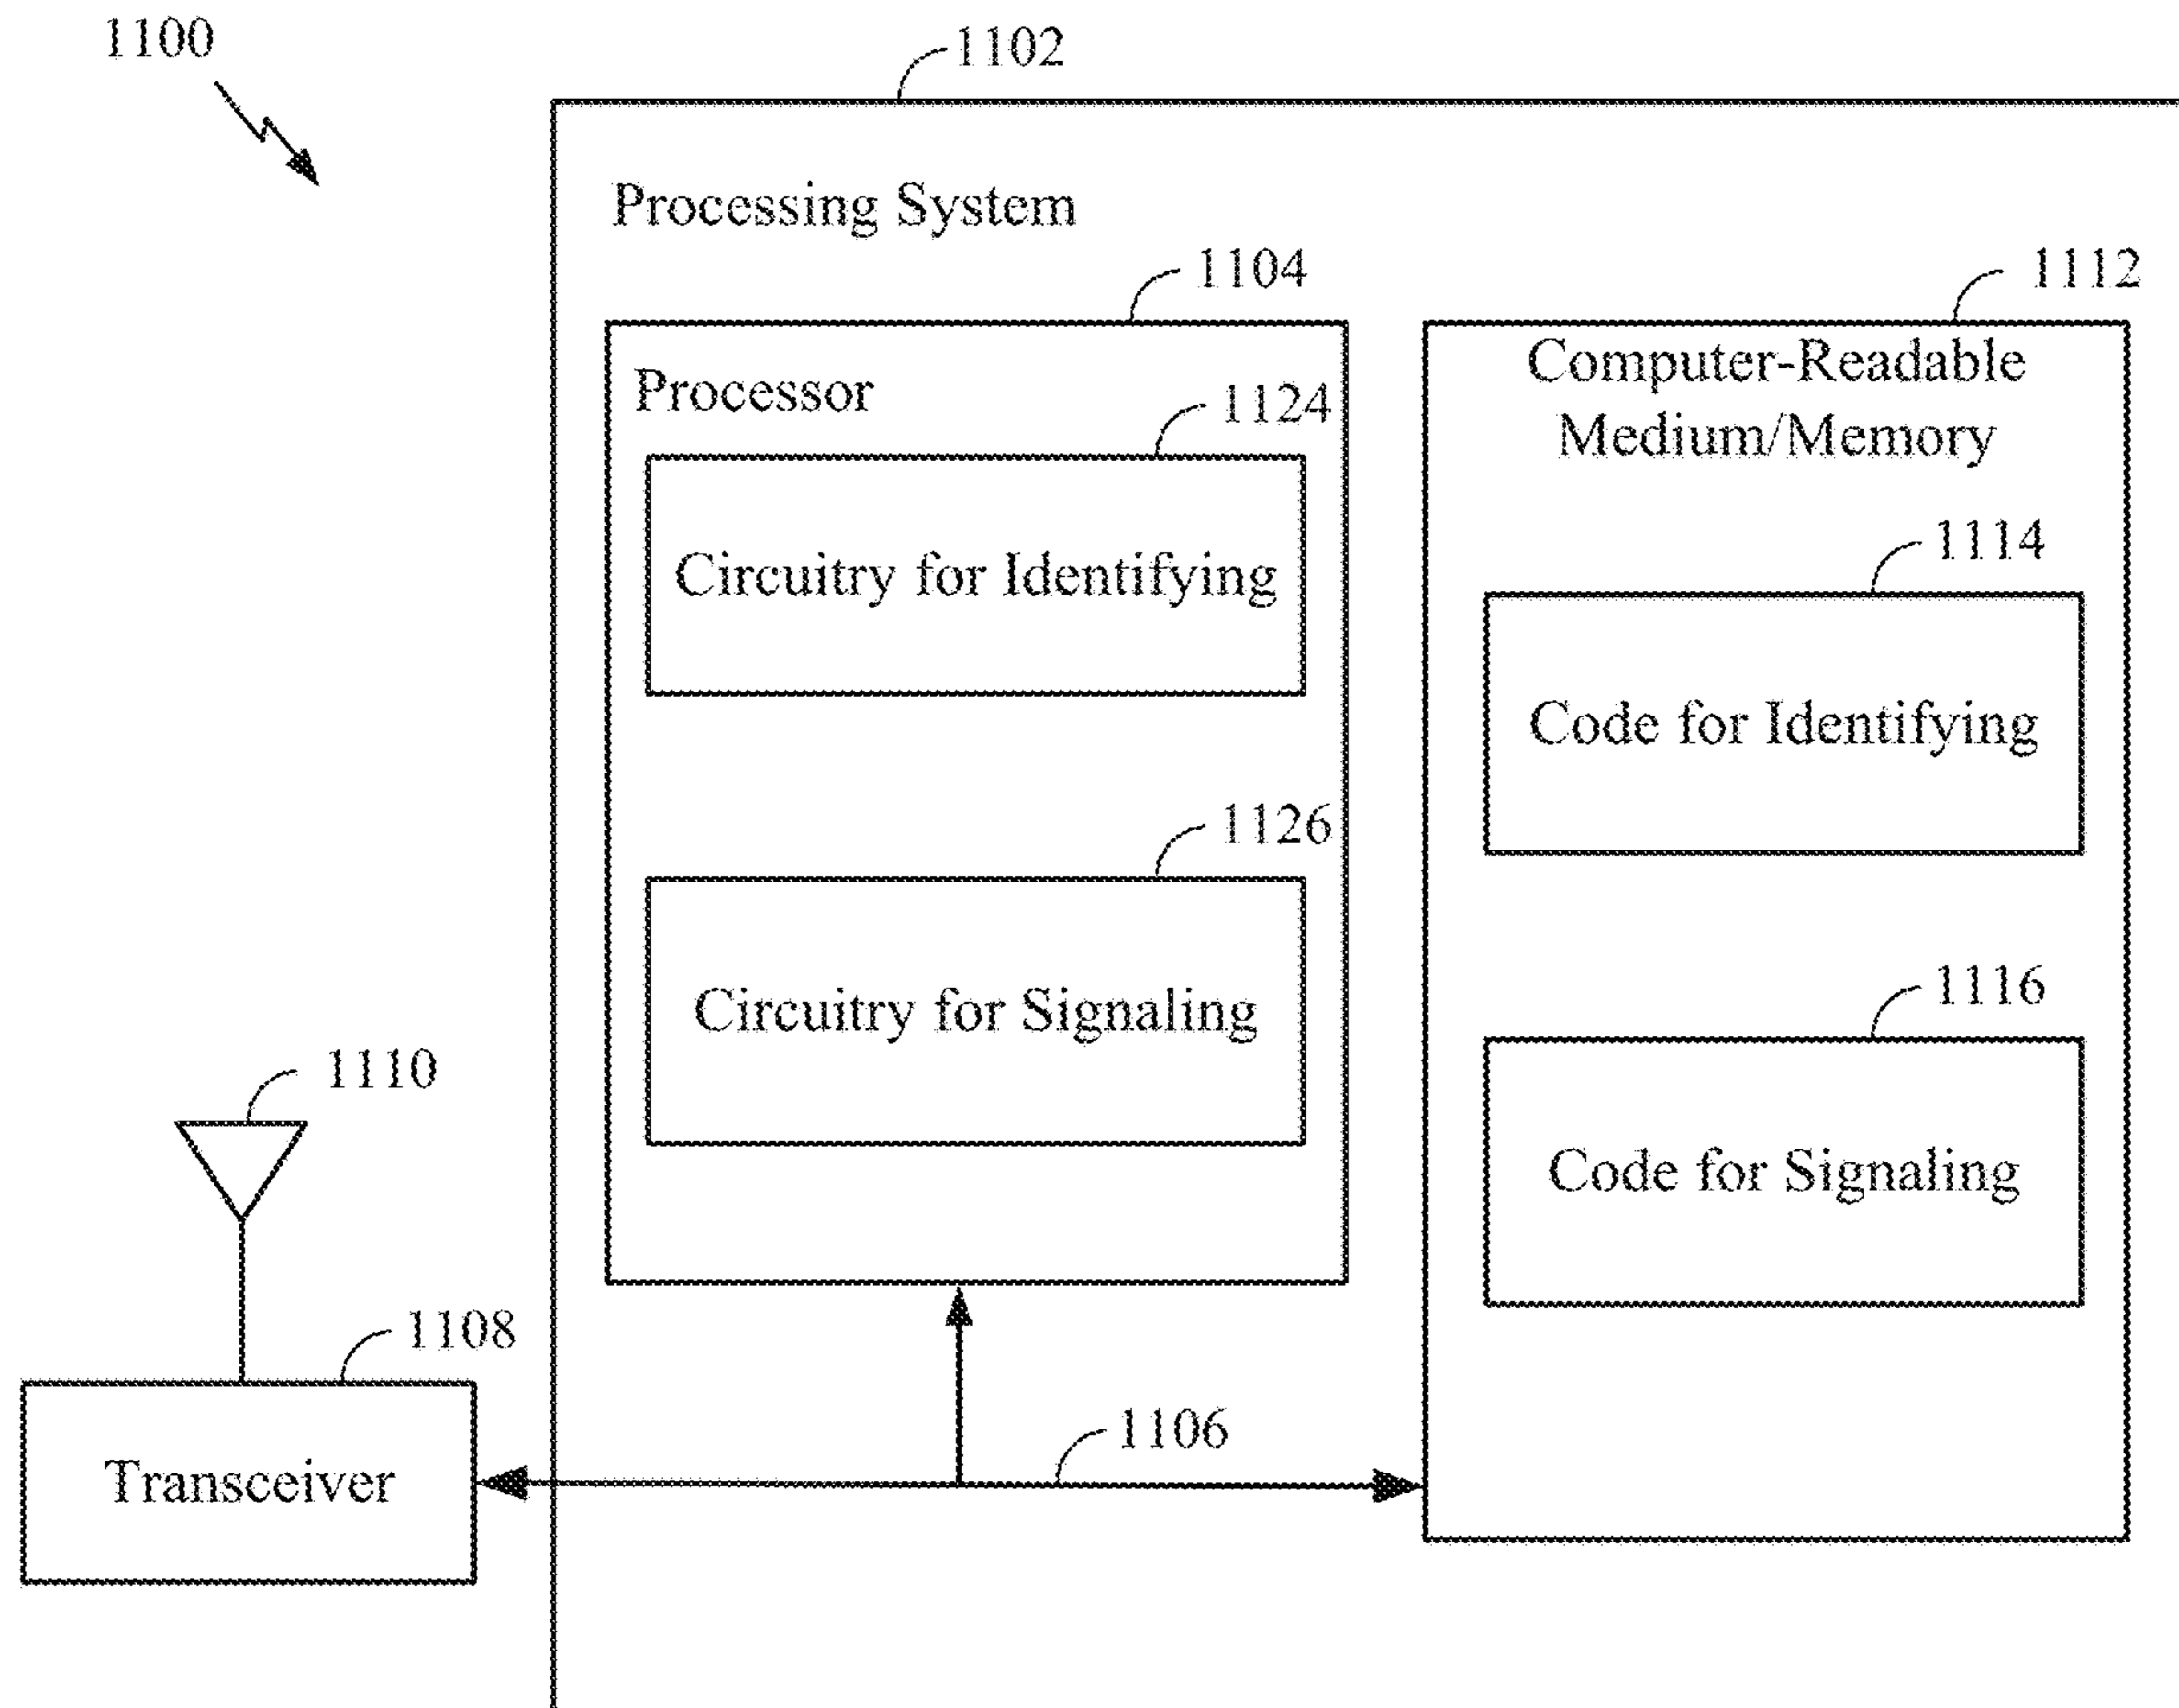 1100
1102
Processing System
1104
1112
Processor
1124
Computer-Readable
Medium/Memory
Circuitry for Identifying
1114
Code for Identifying
1126
Circuitry for Signaling
1116
Code for Signaling
1110
1108
Transceiver
1106